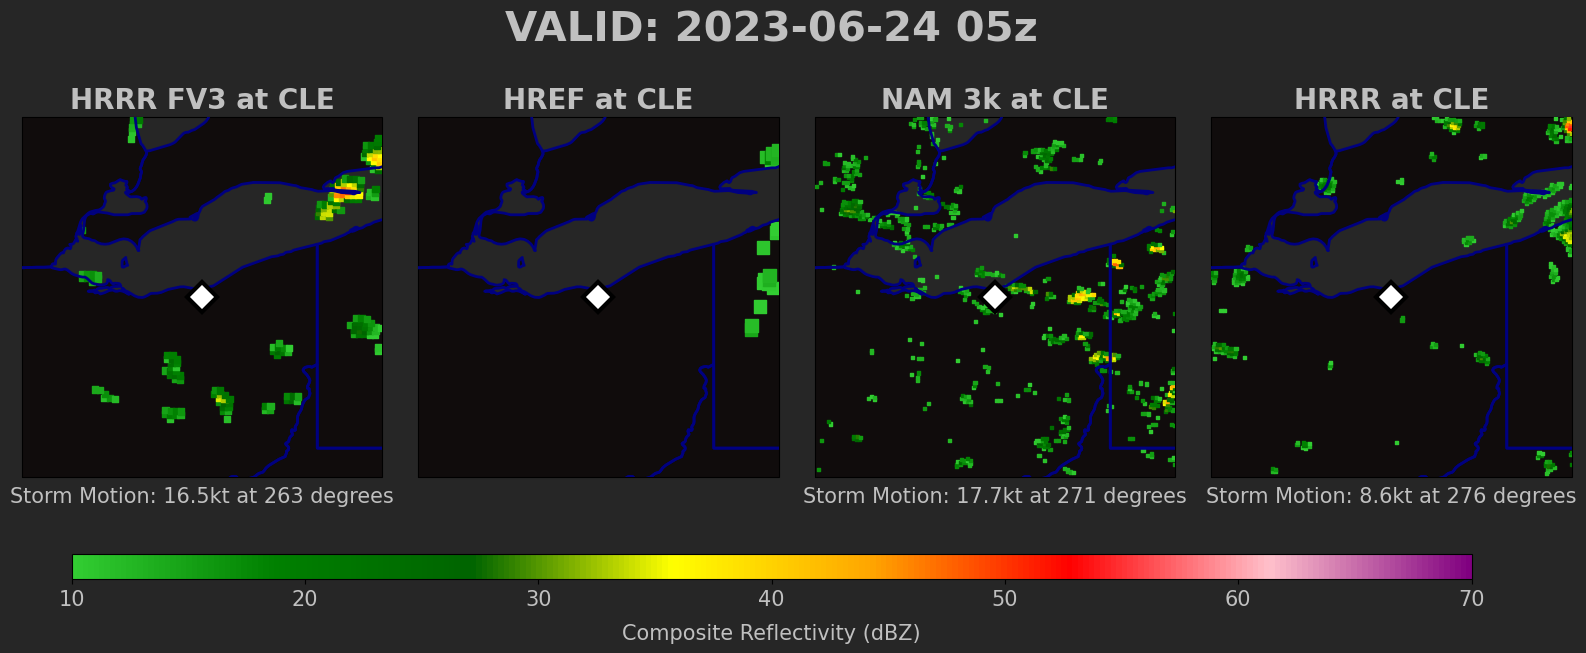 VALID: 2023-06-24 05z
HRRR FV3 at CLE
HREF at CLE
NAM 3k at CLE
HRRR at CLE
Storm Motion: 16.5kt at 263 degrees
Storm Motion: 17.7kt at 271 degrees
Storm Motion: 8.6kt at 276 degrees
10 20 30 40 50 60 70
Composite Reflectivity (dBZ)